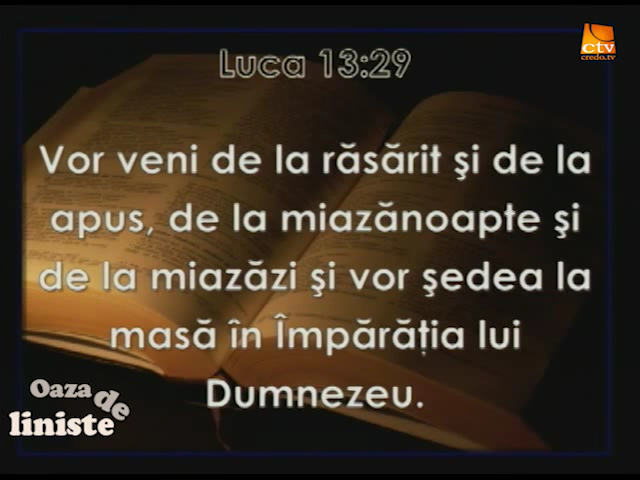 ctv
credo.tv
Luca 13:29
Vor veni de la răsărit şi de la
apus, de la miazănoapte şi
de la miazăzi şi vor şedea la
masă în Împărăţia lui
Dumnezeu.
Oaza de
liniste